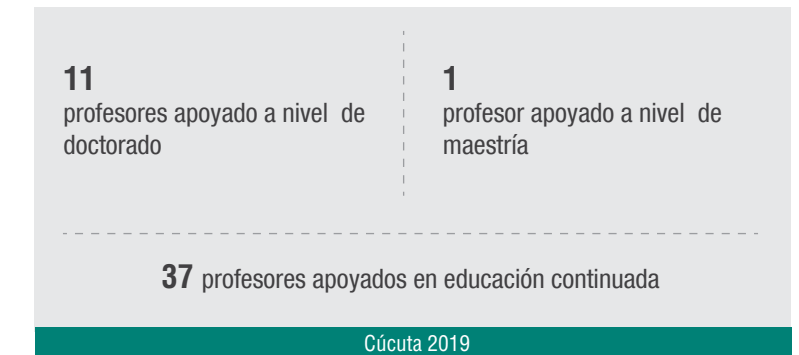 11
profesores apoyado a nivel de
doctorado
1
profesor apoyado a nivel de
maestría
37 profesores apoyados en educación continuada
Cúcuta 2019